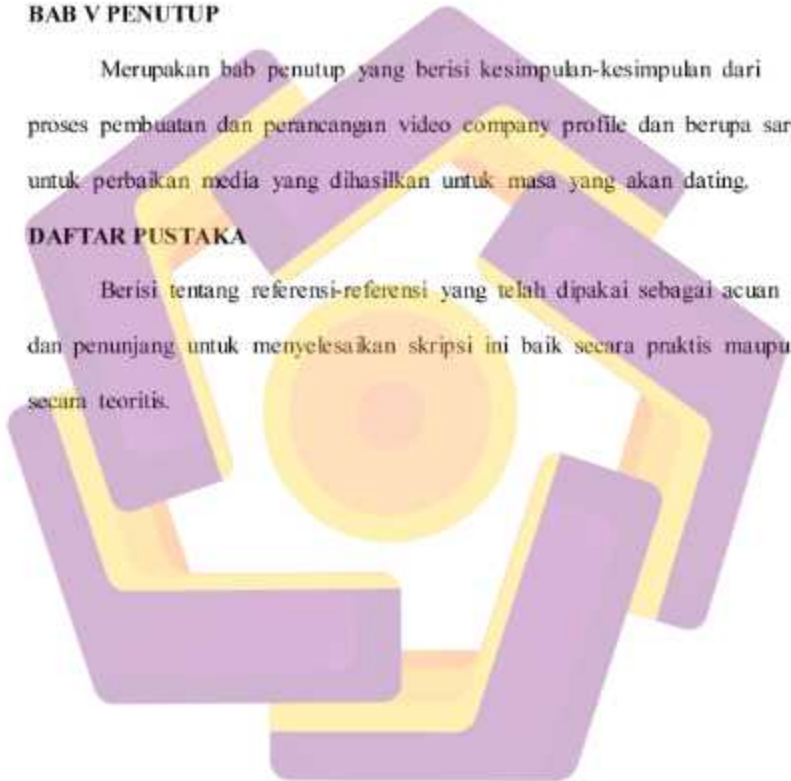 BAB V PENUTUP
Merupakan bab penutup yang berisi kesimpulan-kesimpulan dari
proses pembuatan dan perancangan video company profile dan berupa sar
untuk perbaikan media yang dihasilkan untuk masa yang akan dating.
DAFTAR PUSTAKA
Berisi tentang referensi-referensi yang telah dipakai sebagai acuan
dan penunjang untuk menyelesaikan skripsi ini baik secara praktis maupu
secara teoritis.